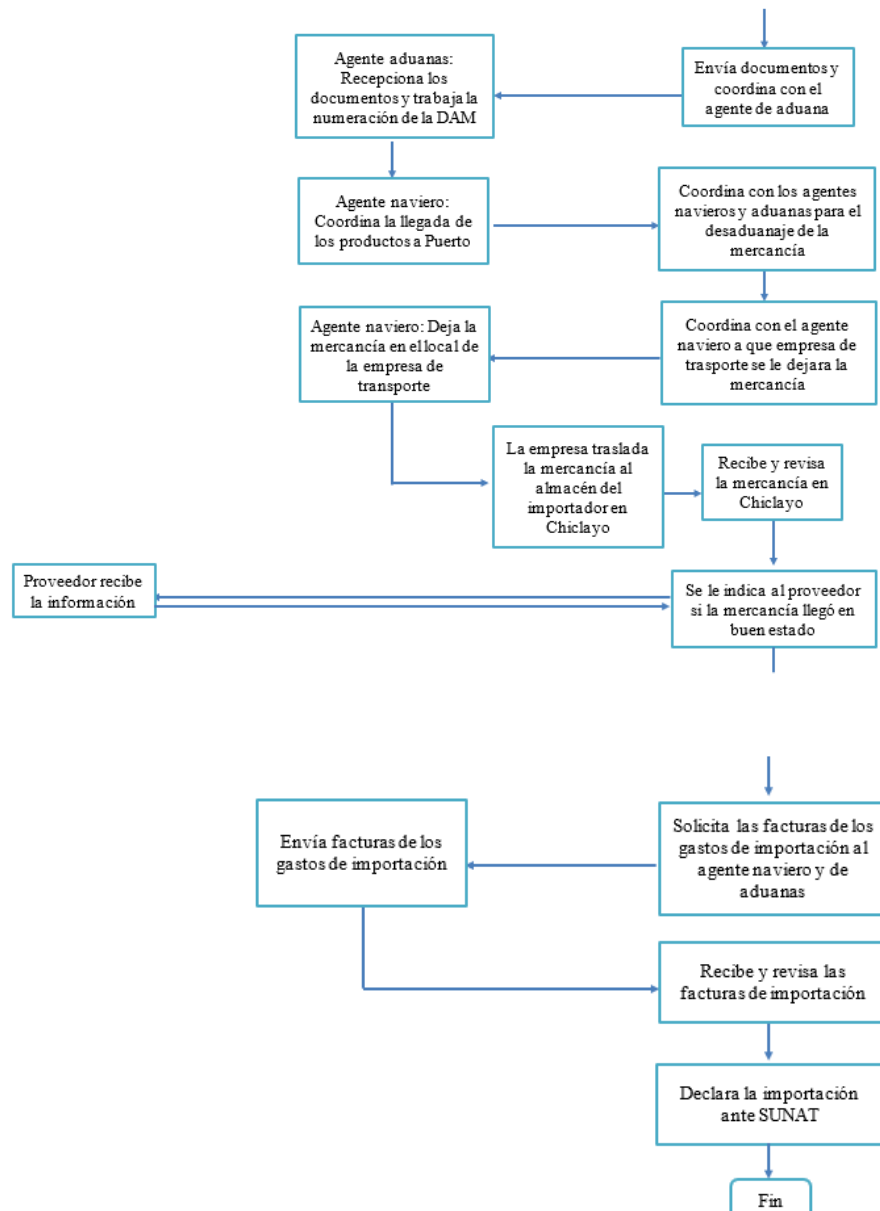 Envía documentos y
coordina con el
agente de aduana
Agente aduanas:
Recepciona los
documentos y trabaja la
numeración de la DAM
Agente naviero:
Coordina la llegada de
los productos a Puerto
Coordina con los agentes
navieros y aduanas para el
desaduanaje de la
mercancía
Coordina con el agente
naviero a que empresa de
trasporte se le dejara la
mercancía
Agente naviero: Deja la
mercancía en el local de
la empresa de
transporte
La empresa traslada
la mercancía al
almacén del
importador en
Chiclayo
Recibe y revisa
la mercancía en
Chiclayo
Se le indica al proveedor
si la mercancía llegó en
buen estado
Proveedor recibe
la información
Solicita las facturas de los
gastos de importación al
agente naviero y de
aduanas
Envía facturas de los
gastos de importación
Recibe y revisa las
facturas de importación
Declara la importación
ante SUNAT
Fin